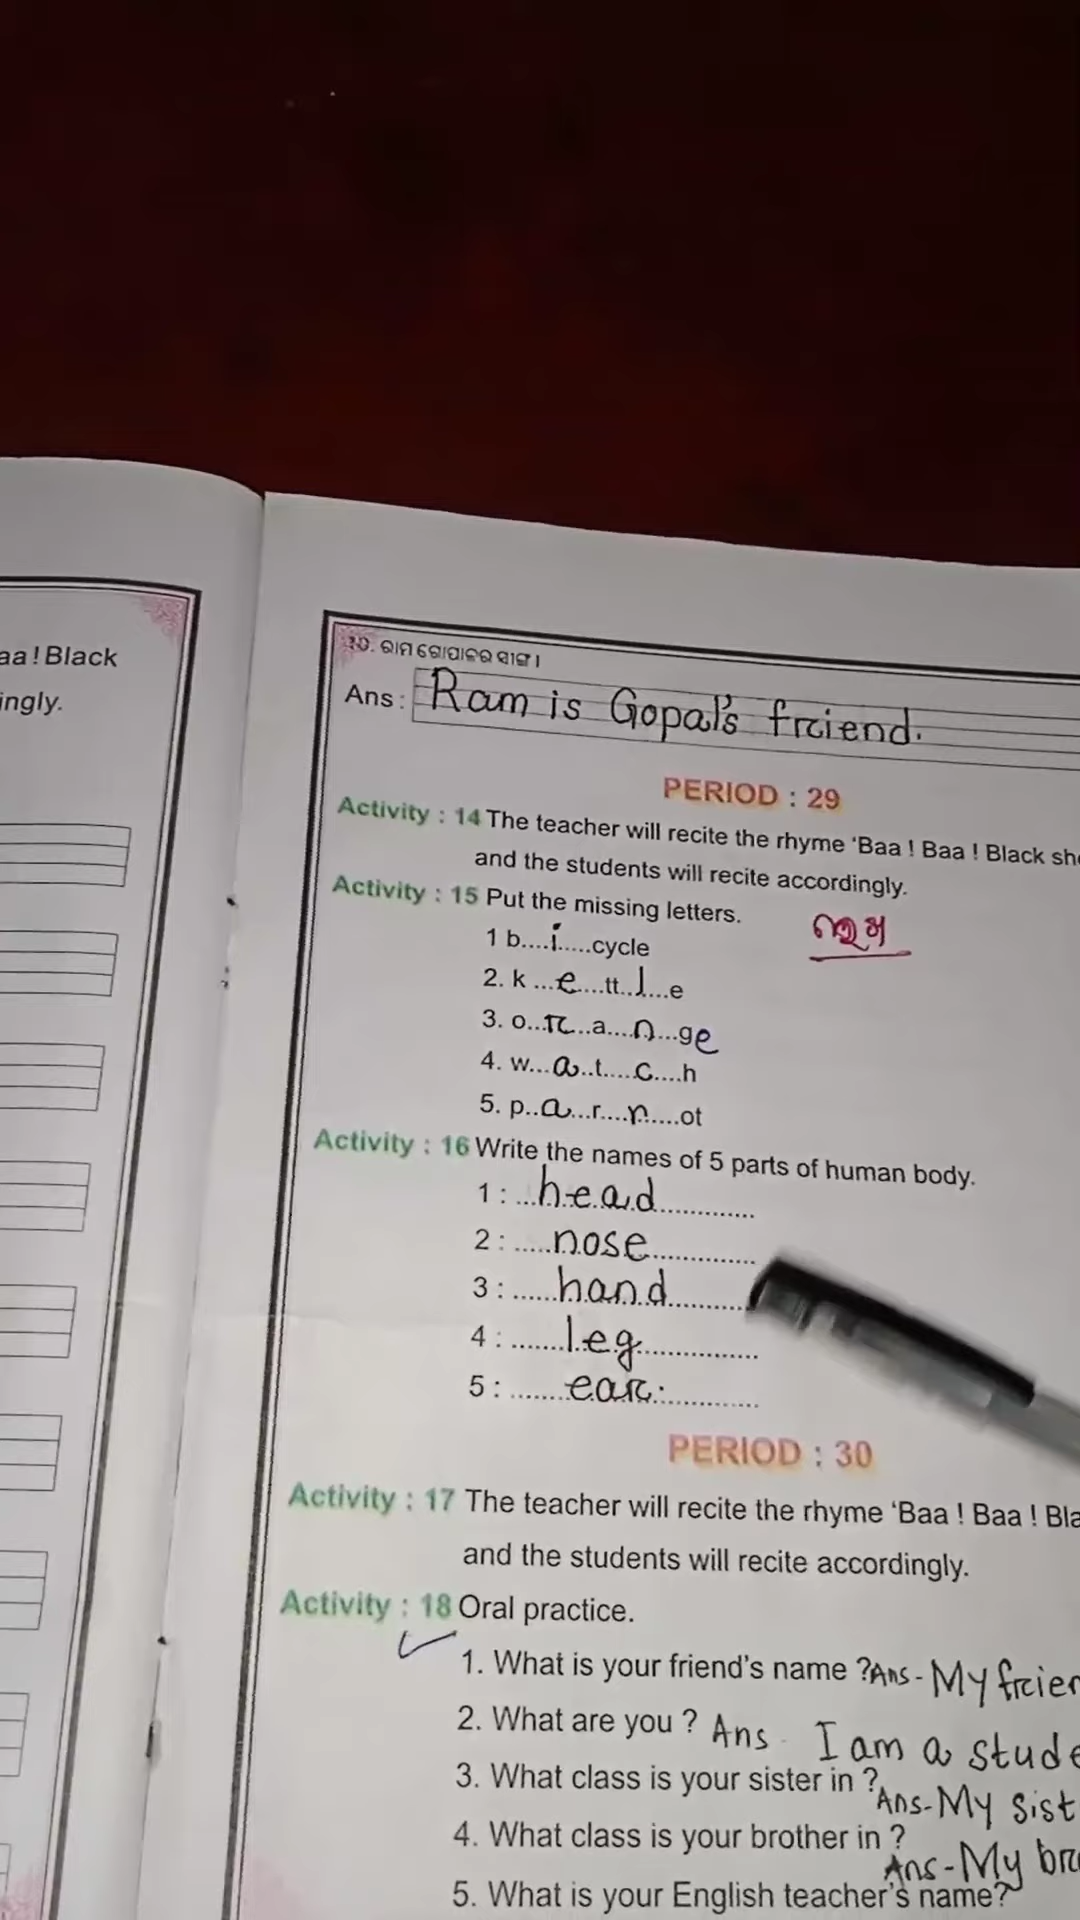 aa ! Black
ingly.
10. ରାମ ଗୋପାଳର ସାଙ୍ଗ ।
Ans : Ram is Gopal's friend.
PERIOD : 29
Activity : 14 The teacher will recite the rhyme 'Baa ! Baa ! Black she
and the students will recite accordingly.
Activity : 15 Put the missing letters.
1 b....i.....cycle
2. k ...e....tt..l...e
3. o...r...a....n...ge
4. w...a..t.....c....h
5. p..a...r....r.....ot
Activity : 16 Write the names of 5 parts of human body.
1 : ...head.............
2 : .....nose..............
3 : ......hand...........
4 : .......leg................
5 : ........ear..............
PERIOD : 30
Activity : 17 The teacher will recite the rhyme 'Baa ! Baa ! Bla
and the students will recite accordingly.
Activity : 18 Oral practice.
1. What is your friend's name ? Ans - My frien
2. What are you ? Ans - I am a stude
3. What class is your sister in ? Ans - My sist
4. What class is your brother in ? Ans - My bro
5. What is your English teacher's name?